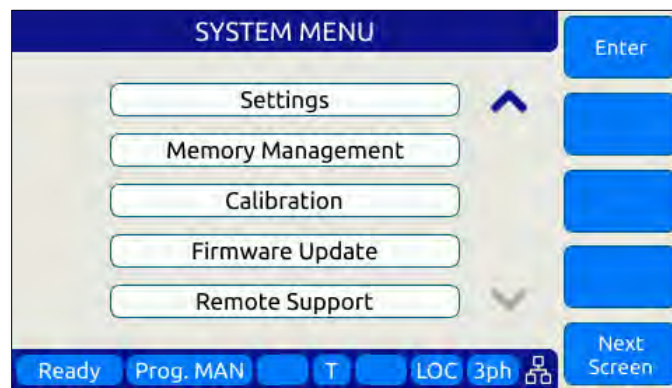 SYSTEM MENU
Enter
Settings
Memory Management
Calibration
Firmware Update
Remote Support
Next
Screen
Ready Prog. MAN T LOC 3ph